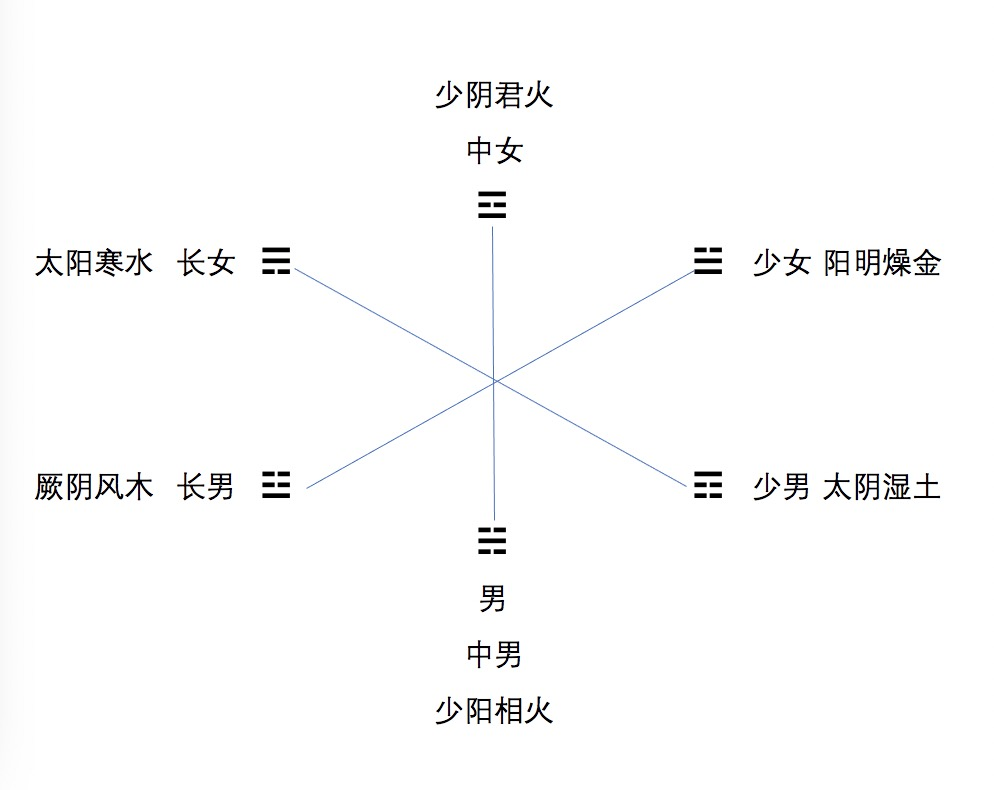 少阴君火
中女
☲
太阳寒水 长女 ☴
☱ 少女 阳明燥金
厥阴风木 长男 ☳
☶ 少男 太阴湿土
☵
男
中男
少阳相火